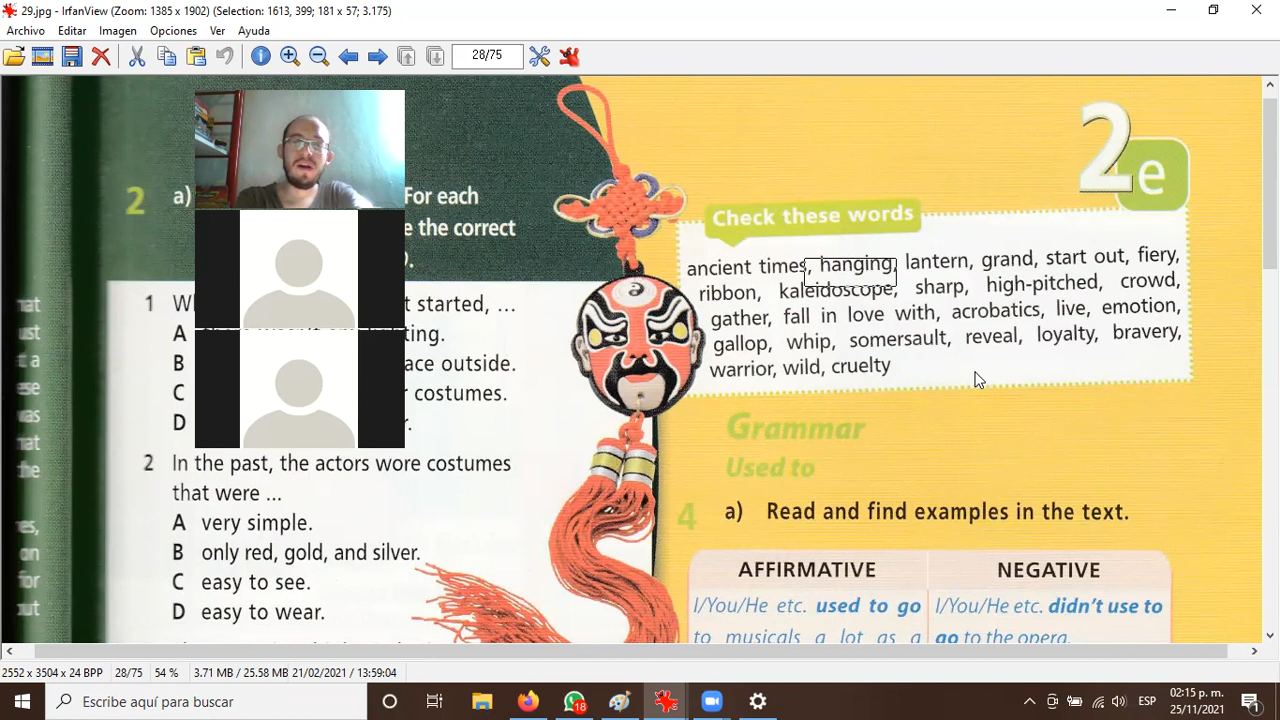 29.jpg - IrfanView (Zoom: 1385 x 1902) (Selection: 1613, 399; 181 x 57; 3.175)
Archivo Editar Imagen Opciones Ver Ayuda
28/75
2 e
2 a) For each
e the correct
Check these words
ancient times, hanging, lantern, grand, start out, fiery,
ribbon, kaleidoscope, sharp, high-pitched, crowd,
gather, fall in love with, acrobatics, live, emotion,
gallop, whip, somersault, reveal, loyalty, bravery,
warrior, wild, cruelty
1 t started, ...
A
B ace outside.
C r costumes.
D
2 In the past, the actors wore costumes
that were ...
A very simple.
B only red, gold, and silver.
C easy to see.
D easy to wear.
Grammar
Used to
4 a) Read and find examples in the text.
AFFIRMATIVE NEGATIVE
I/You/He etc. used to go I/You/He etc. didn't use to
to musicals a lot as a go to the opera.
2552 x 3504 x 24 BPP 28/75 54 % 3.71 MB / 25.58 MB 21/02/2021 / 13:59:04
Escribe aquí para buscar
18
ESP
02:15 p. m.
25/11/2021
1